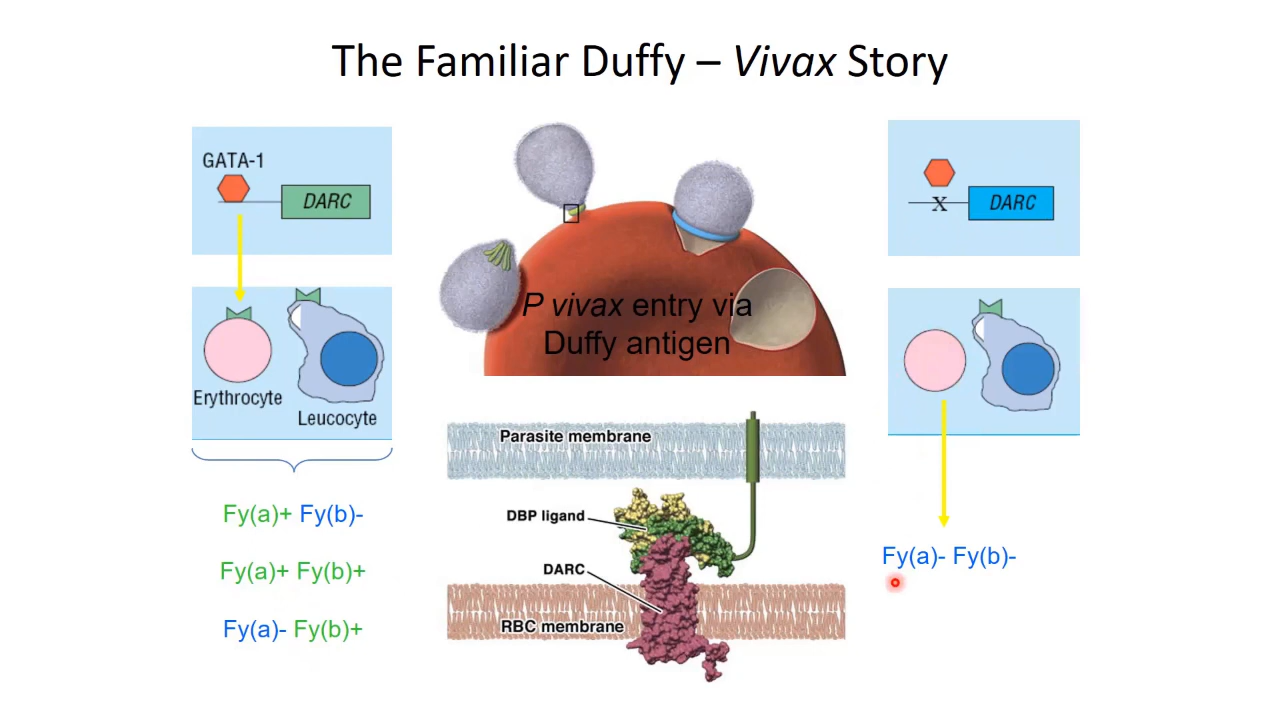 The Familiar Duffy – Vivax Story
GATA-1
DARC
Erythrocyte
Leucocyte
Fy(a)+ Fy(b)-
Fy(a)+ Fy(b)+
Fy(a)- Fy(b)+
P vivax entry via
Duffy antigen
Parasite membrane
DBP ligand
DARC
RBC membrane
X
DARC
Fy(a)- Fy(b)-